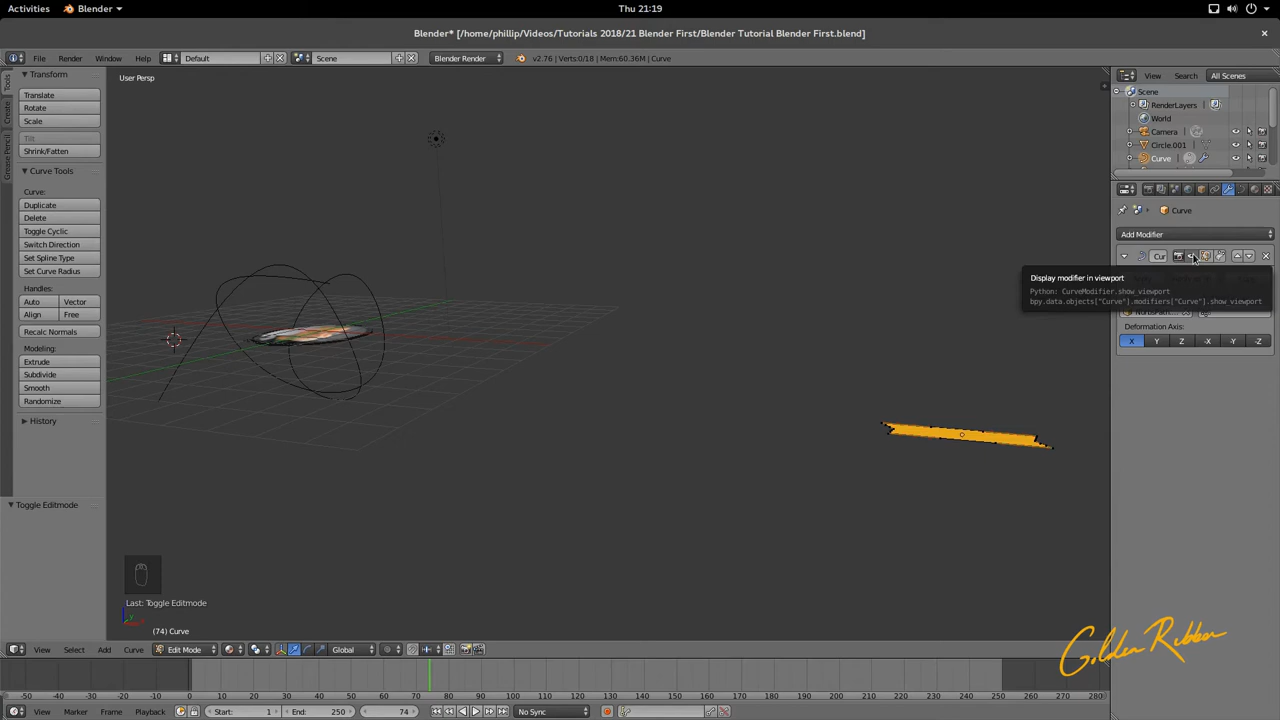 Activities Blender Thu 21:19
Blender* [/home/phillip/Videos/Tutorials 2018/21 Blender First/Blender Tutorial Blender First.blend]
File Render Window Help Default Scene Blender Render v2.76 | Verts:0/18 | Mem:60.36M | Curve View Search All Scenes
Tools
Create
Grease Pencil
Transform
Translate
Rotate
Scale
Tilt
Shrink/Fatten
Curve Tools
Curve:
Duplicate
Delete
Toggle Cyclic
Switch Direction
Set Spline Type
Set Curve Radius
Handles:
Auto Vector
Align Free
Recalc Normals
Modeling:
Extrude
Subdivide
Smooth
Randomize
History
Toggle Editmode
User Persp
Last: Toggle Editmode
(74) Curve
Scene
RenderLayers
World
Camera
Circle.001
Curve
Curve
Add Modifier
Cur
Display modifier in viewport
Python: CurveModifier.show_viewport
bpy.data.objects["Curve"].modifiers["Curve"].show_viewport
Deformation Axis:
X Y Z -X -Y -Z
Golden Ribbon
View Select Add Curve Edit Mode Global
-50 -40 -30 -20 -10 0 10 20 30 40 50 60 70 80 90 100 110 120 130 140 150 160 170 180 190 200 210 220 230 240 250 260 270 280
View Marker Frame Playback Start: 1 End: 250 74 No Sync